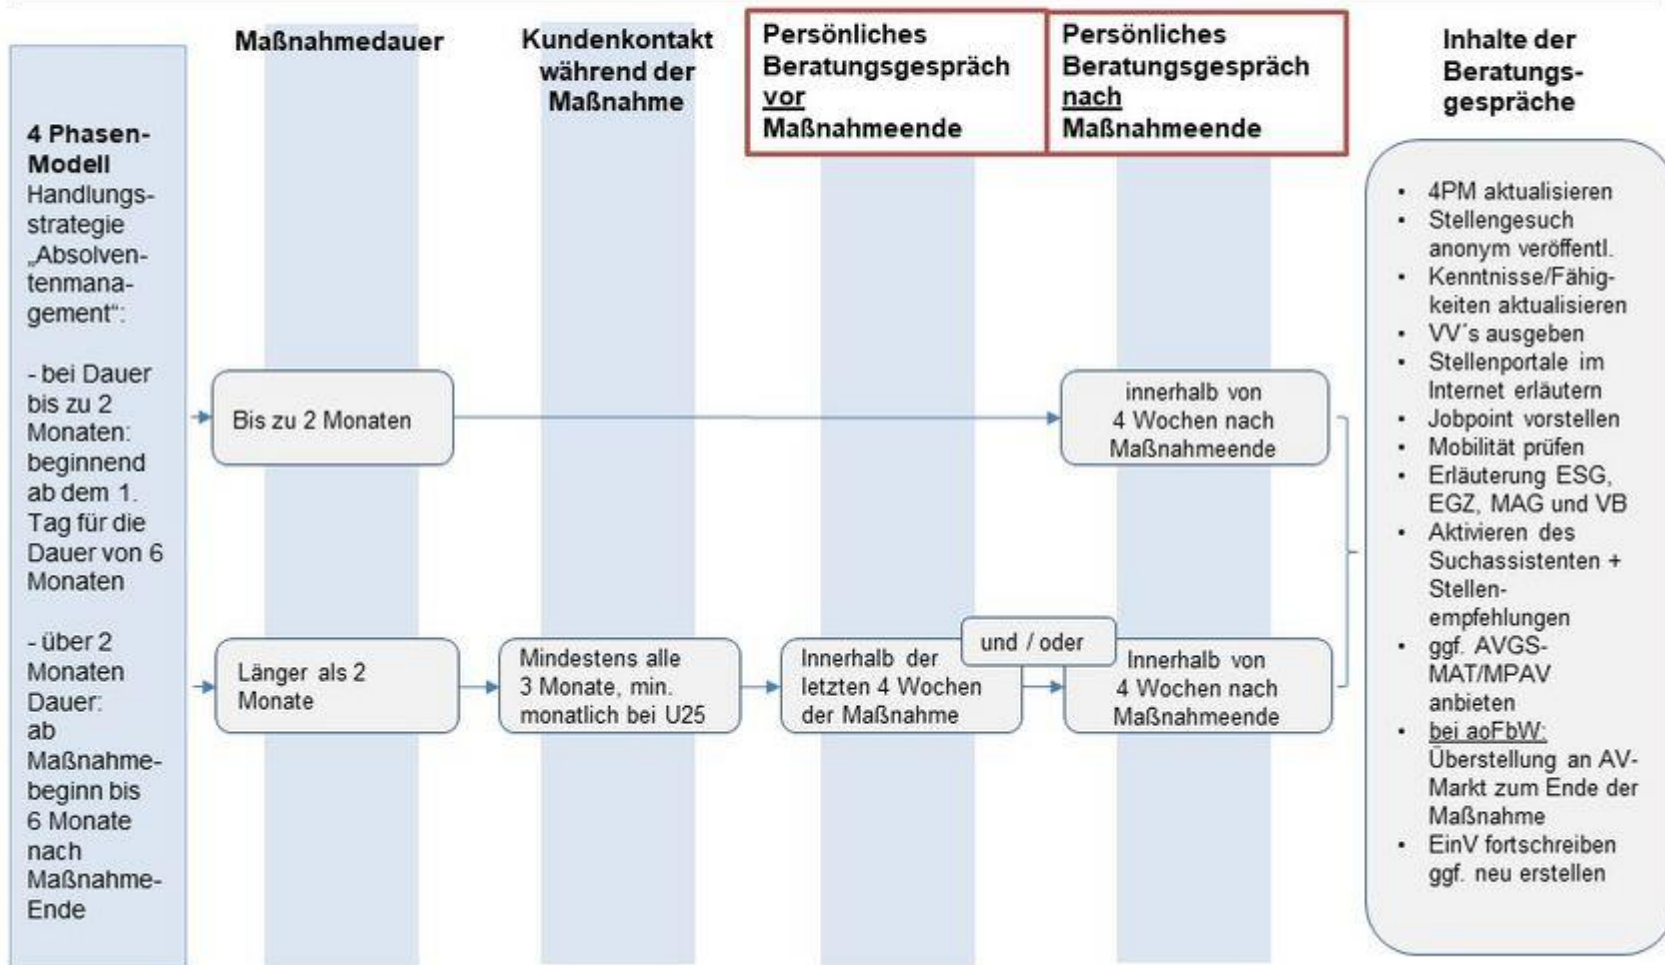 4 Phasen-
Modell
Handlungs-
strategie
„Absolven-
tenmana-
gement“:
- bei Dauer
bis zu 2
Monaten:
beginnend
ab dem 1.
Tag für die
Dauer von 6
Monaten
- über 2
Monaten
Dauer:
ab
Maßnahme-
beginn bis
6 Monate
nach
Maßnahme-
Ende
Maßnahmedauer
Bis zu 2 Monaten
Länger als 2
Monate
Kundenkontakt
während der
Maßnahme
Mindestens alle
3 Monate, min.
monatlich bei U25
Persönliches
Beratungsgespräch
vor
Maßnahmeende
Innerhalb der
letzten 4 Wochen
der Maßnahme
und / oder
Persönliches
Beratungsgespräch
nach
Maßnahmeende
innerhalb von
4 Wochen nach
Maßnahmeende
Innerhalb von
4 Wochen nach
Maßnahmeende
Inhalte der
Beratungs-
gespräche
• 4PM aktualisieren
• Stellengesuch
anonym veröffentl.
• Kenntnisse/Fähig-
keiten aktualisieren
• VV´s ausgeben
• Stellenportale im
Internet erläutern
• Jobpoint vorstellen
• Mobilität prüfen
• Erläuterung ESG,
EGZ, MAG und VB
• Aktivieren des
Suchassistenten +
Stellen-
empfehlungen
• ggf. AVGS-
MAT/MPAV
anbieten
• bei aoFbW:
Überstellung an AV-
Markt zum Ende der
Maßnahme
• EinV fortschreiben
ggf. neu erstellen